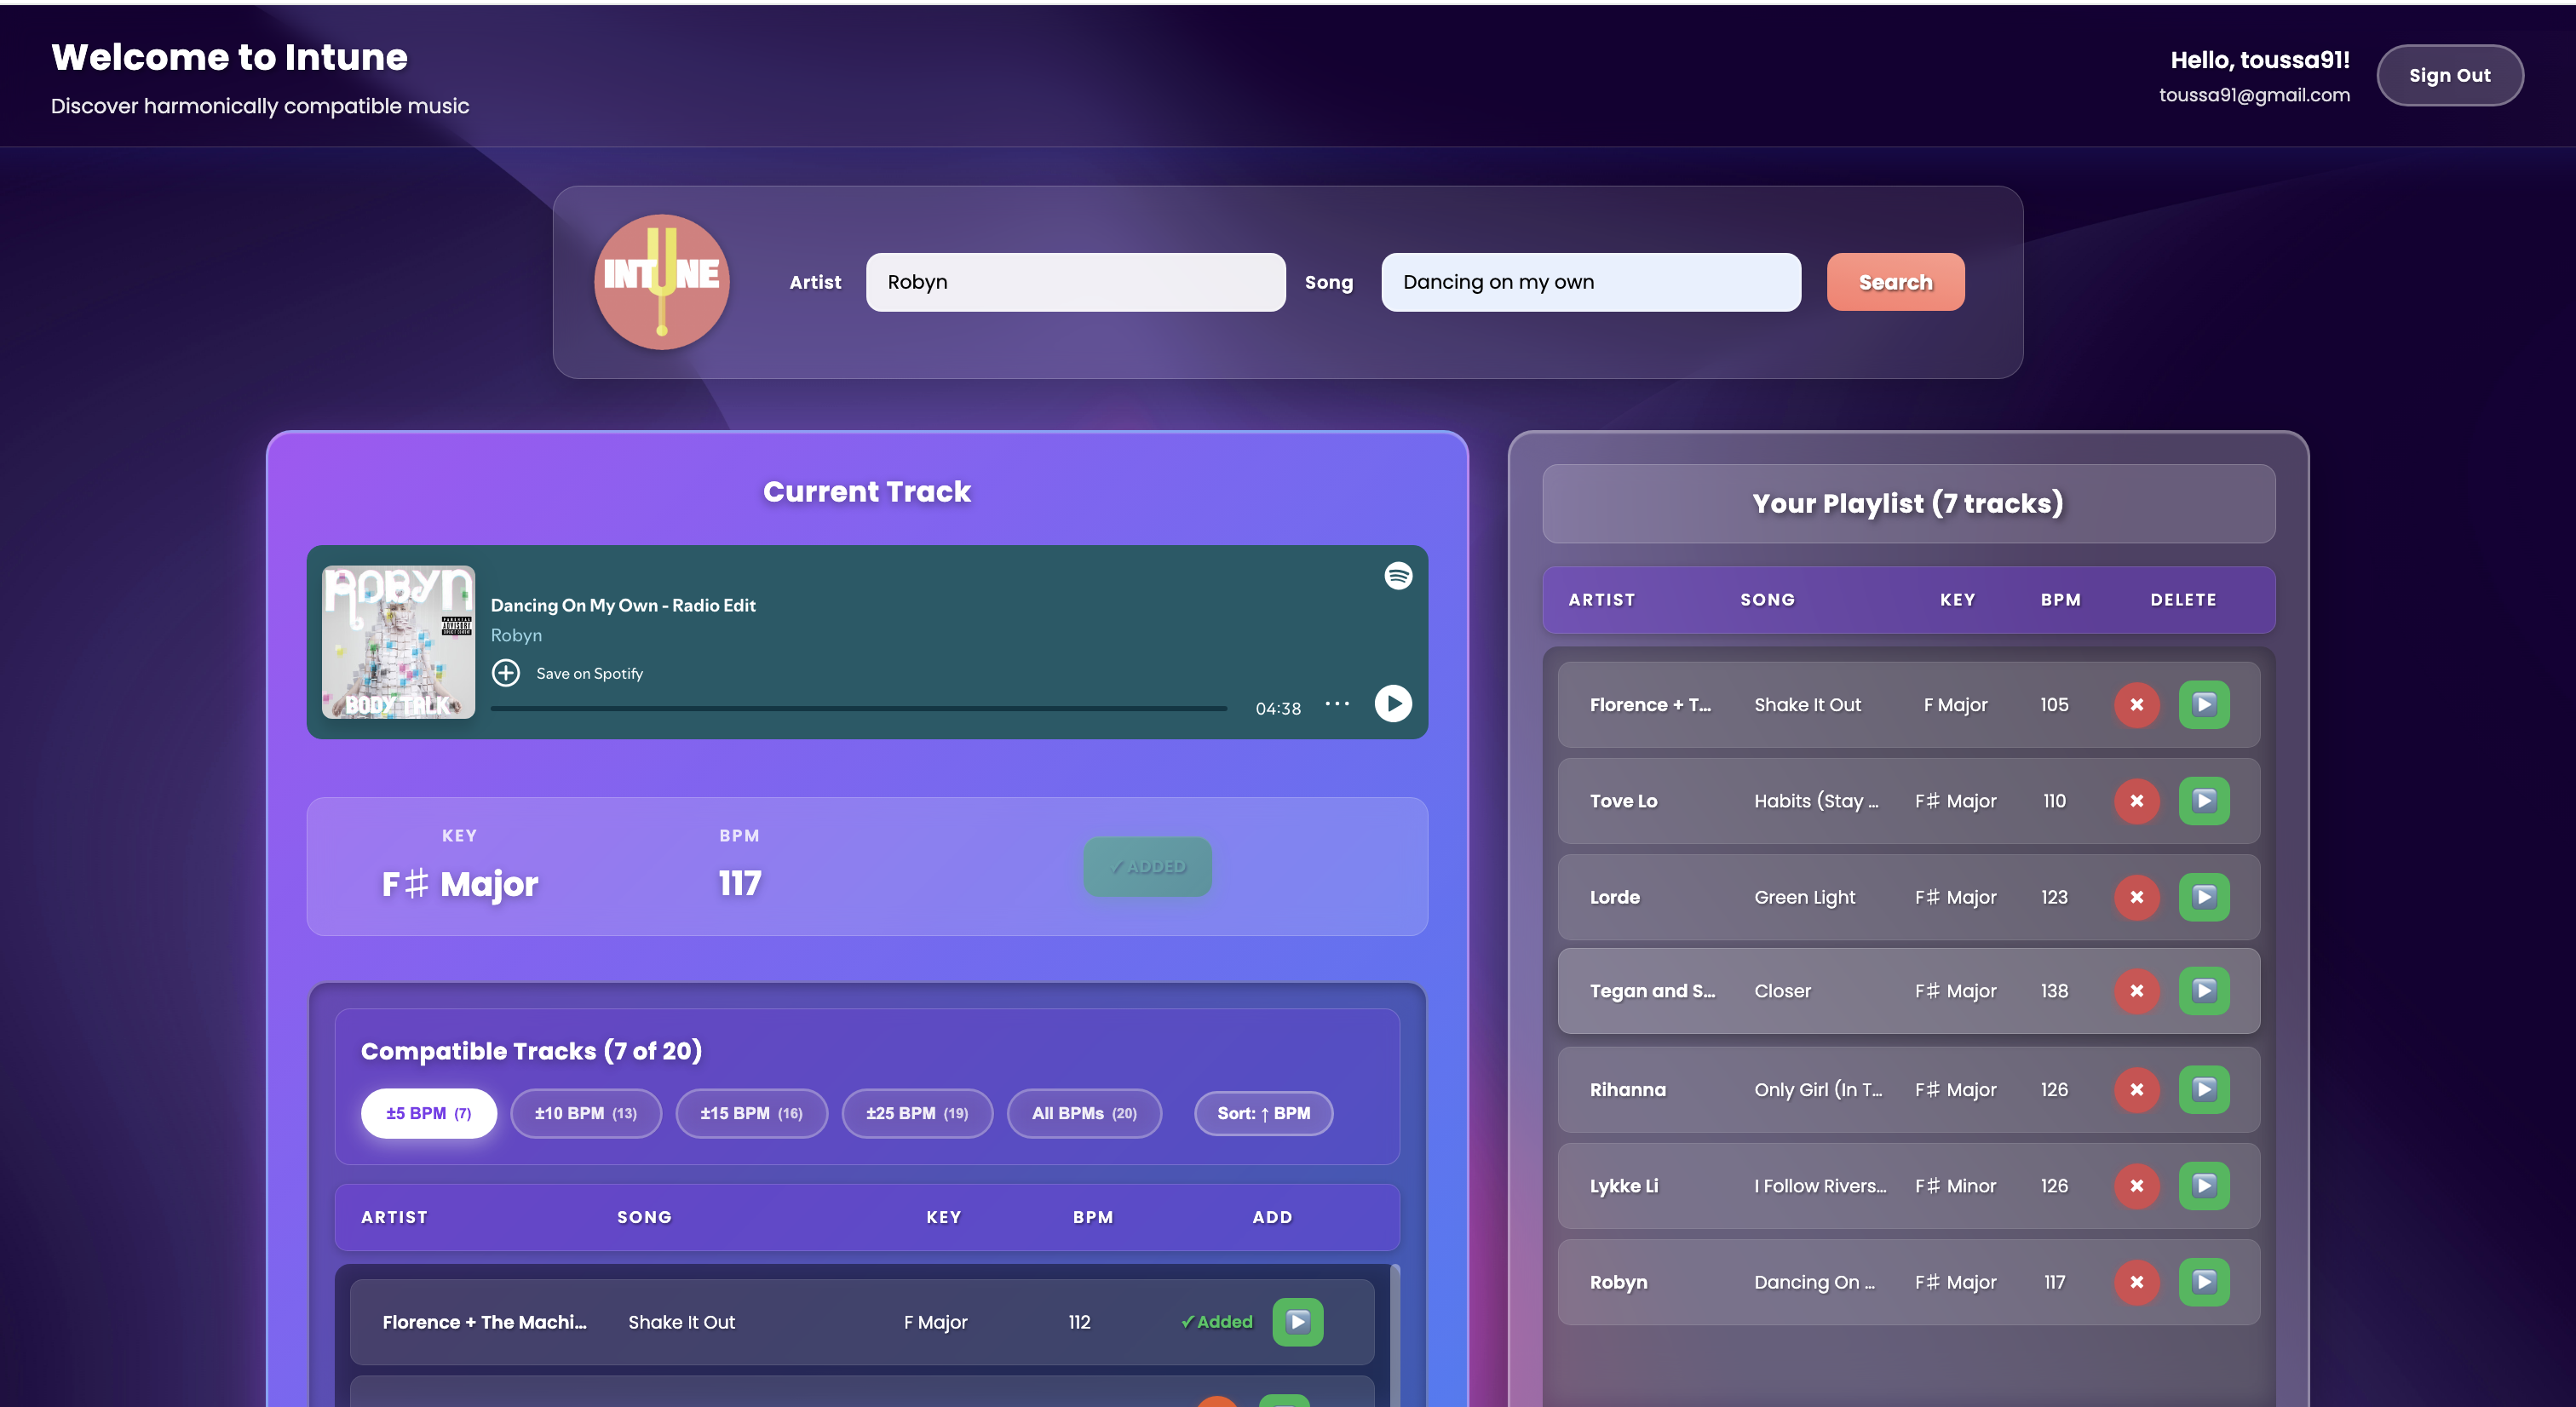 Welcome to Intune
Discover harmonically compatible music
Hello, toussa91!
toussa91@gmail.com
Sign Out
INTUNE
Artist
Robyn
Song
Dancing on my own
Search
Current Track
ROBYN
PARENTAL
ADVISORY
BODY TALK
Dancing On My Own - Radio Edit
Robyn
Save on Spotify
04:38
KEY
F♯ Major
BPM
117
✓ ADDED
Compatible Tracks (7 of 20)
±5 BPM (7)
±10 BPM (13)
±15 BPM (16)
±25 BPM (19)
All BPMs (20)
Sort: ↑ BPM
ARTIST SONG KEY BPM ADD
Florence + The Machi... Shake It Out F Major 112 ✓Added
Your Playlist (7 tracks)
ARTIST SONG KEY BPM DELETE
Florence + T... Shake It Out F Major 105
Tove Lo Habits (Stay ... F♯ Major 110
Lorde Green Light F♯ Major 123
Tegan and S... Closer F♯ Major 138
Rihanna Only Girl (In T... F♯ Major 126
Lykke Li I Follow Rivers... F♯ Minor 126
Robyn Dancing On ... F♯ Major 117